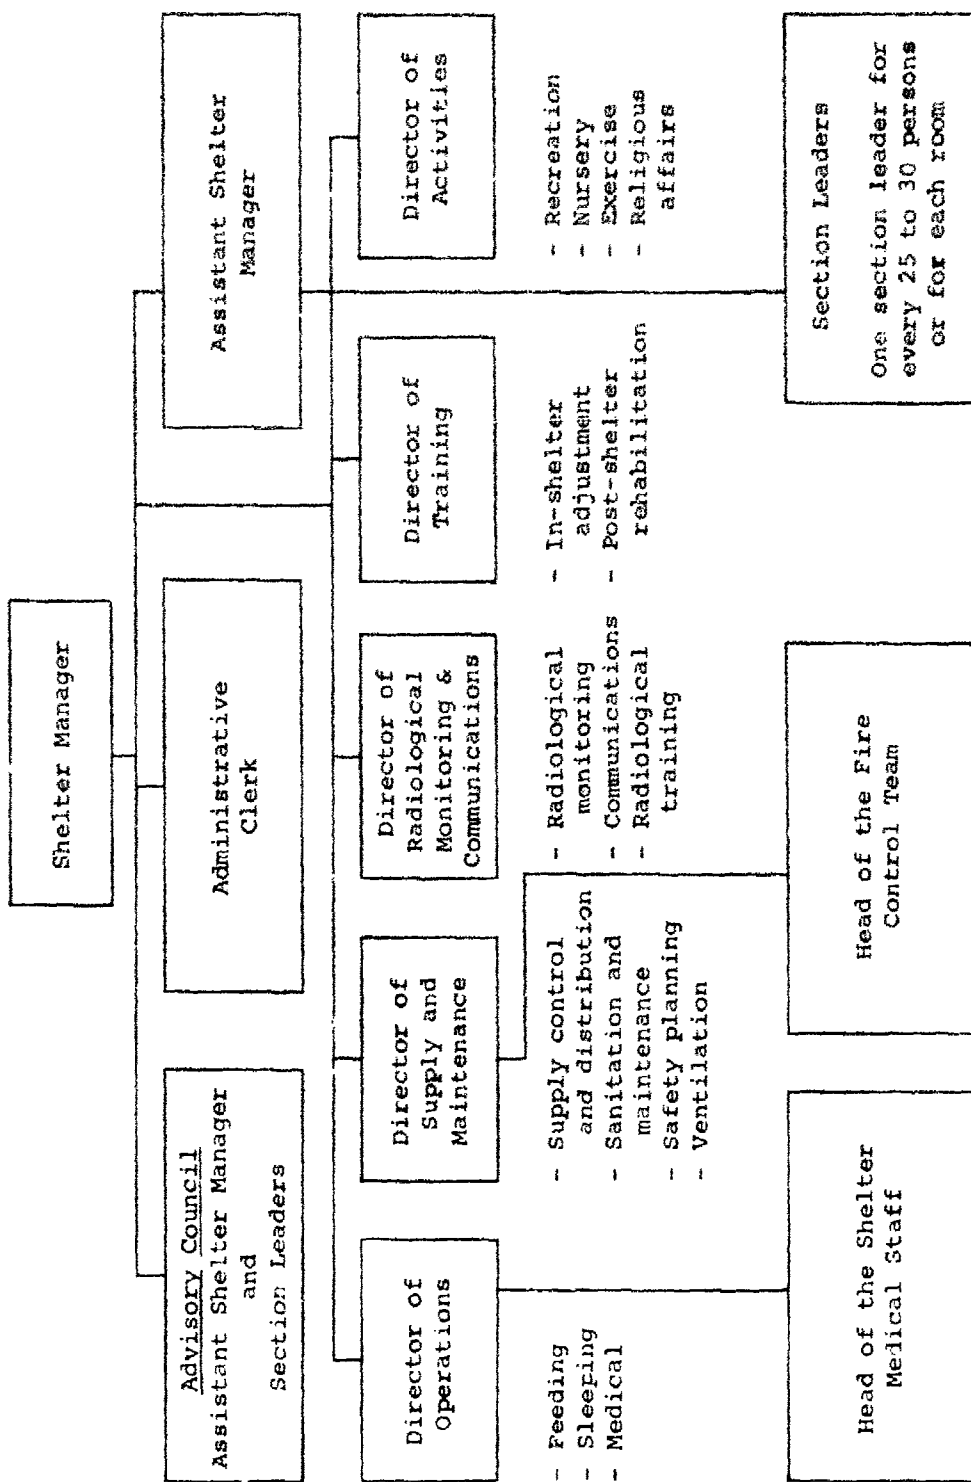 Shelter Manager
Advisory Council
Assistant Shelter Manager
and
Section Leaders
Administrative
Clerk
Assistant Shelter
Manager
Director of
Operations
- Feeding
- Sleeping
- Medical
Director of
Supply and
Maintenance
- Supply control
and distribution
- Sanitation and
maintenance
- Safety planning
- Ventilation
Director of
Radiological
Monitoring &
Communications
- Radiological
monitoring
- Communications
- Radiological
training
Director of
Training
- In-shelter
adjustment
- Post-shelter
rehabilitation
Director of
Activities
- Recreation
- Nursery
- Exercise
- Religious
affairs
Head of the Shelter
Medical Staff
Head of the Fire
Control Team
Section Leaders
One section leader for
every 25 to 30 persons
or for each room